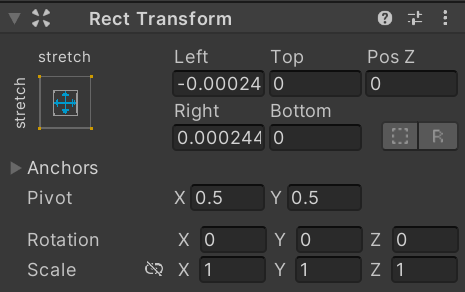 Rect Transform
stretch
stretch
Left Top Pos Z
-0.00024 0 0
Right Bottom
0.000244 0
R
Anchors
Pivot X 0.5 Y 0.5
Rotation X 0 Y 0 Z 0
Scale X 1 Y 1 Z 1